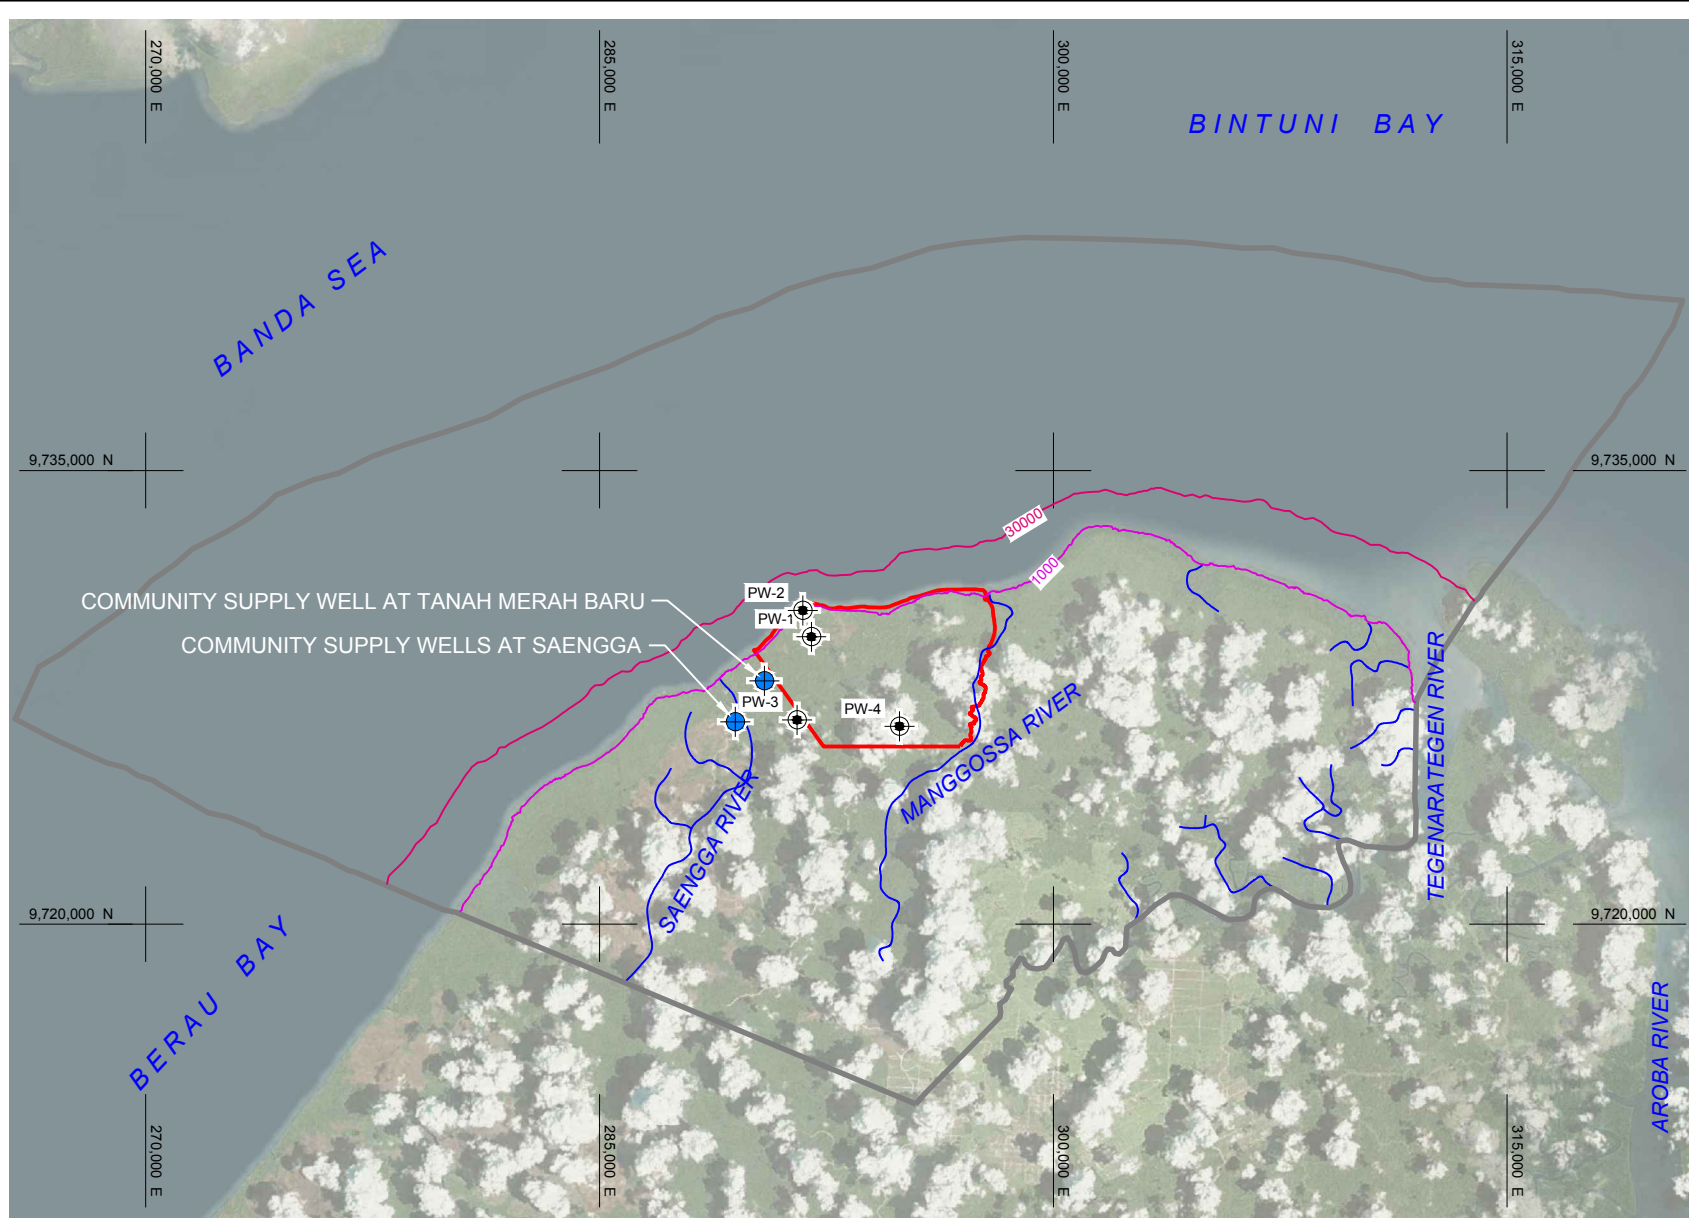 270,000 E
285,000 E
300,000 E
315,000 E
BINTUNI BAY
BANDA SEA
9,735,000 N
9,735,000 N
30000
1000
COMMUNITY SUPPLY WELL AT TANAH MERAH BARU
PW-2
PW-1
COMMUNITY SUPPLY WELLS AT SAENGGA
PW-3
PW-4
MANGGOSSA RIVER
SAENGGA RIVER
TEGENARATEGEN RIVER
9,720,000 N
9,720,000 N
BERAU BAY
AROBA RIVER
270,000 E
285,000 E
300,000 E
315,000 E